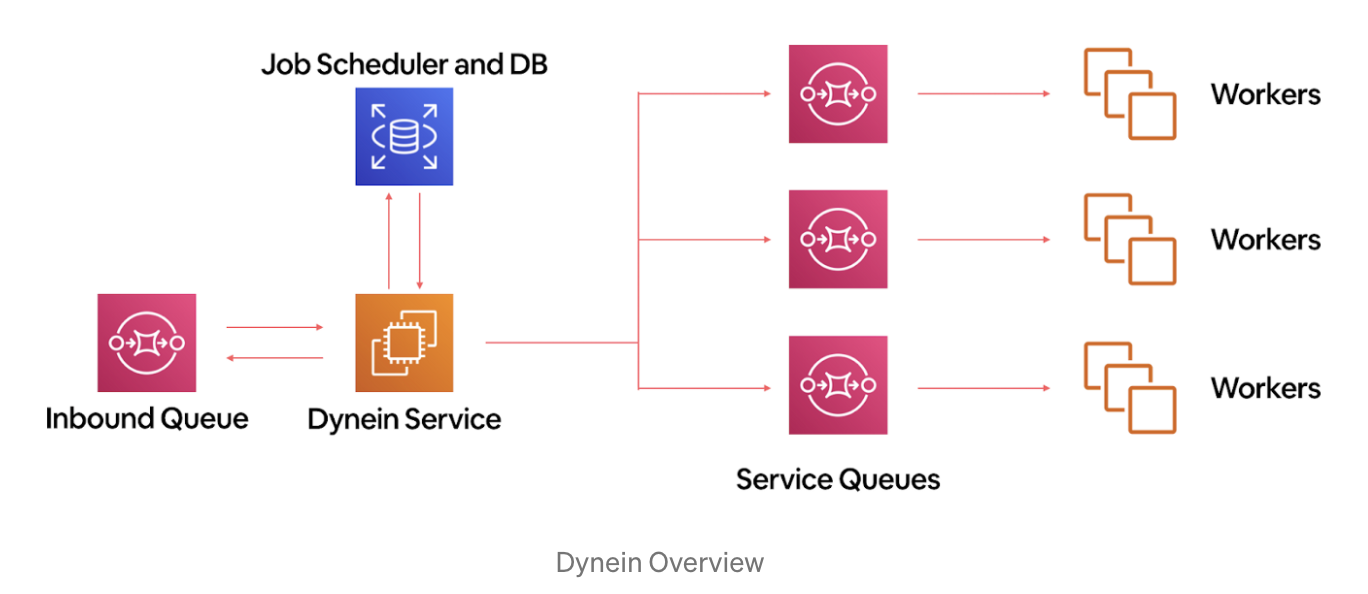 Job Scheduler and DB
Workers
Workers
Inbound Queue
Dynein Service
Workers
Service Queues
Dynein Overview